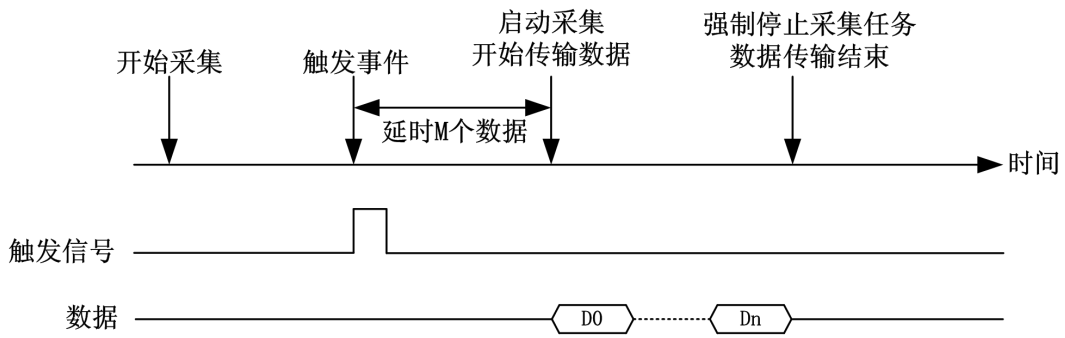 启动采集
开始传输数据
强制停止采集任务
数据传输结束
开始采集
触发事件
延时M个数据
时间
触发信号
数据
D0
Dn